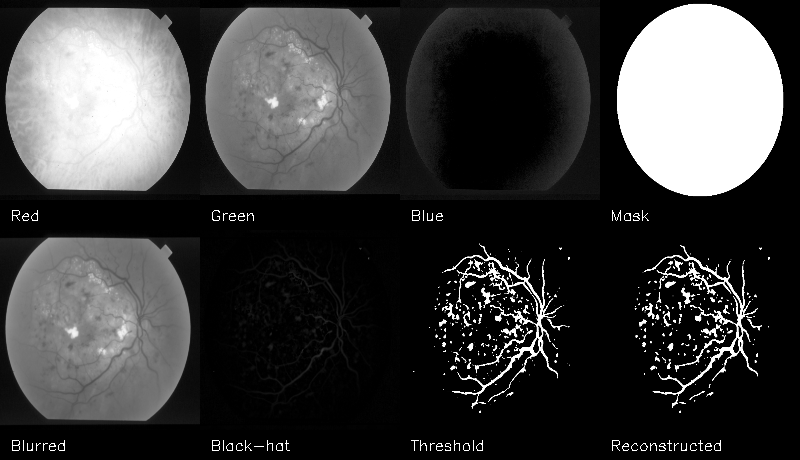 Red
Green
Blue
Mask
Blurred
Black-hat
Threshold
Reconstructed